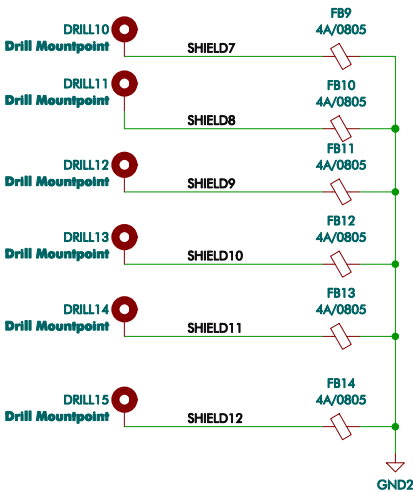 FB9
DRILL10
4A/0805
Drill Mountpoint
SHIELD7
DRILL11
FB10
Drill Mountpoint
4A/0805
SHIELD8
FB11
DRILL12
4A/0805
Drill Mountpoint
SHIELD9
FB12
DRILL13
4A/0805
Drill Mountpoint
SHIELD10
FB13
DRILL14
4A/0805
Drill Mountpoint
SHIELD11
FB14
DRILL15
4A/0805
Drill Mountpoint
SHIELD12
GND2